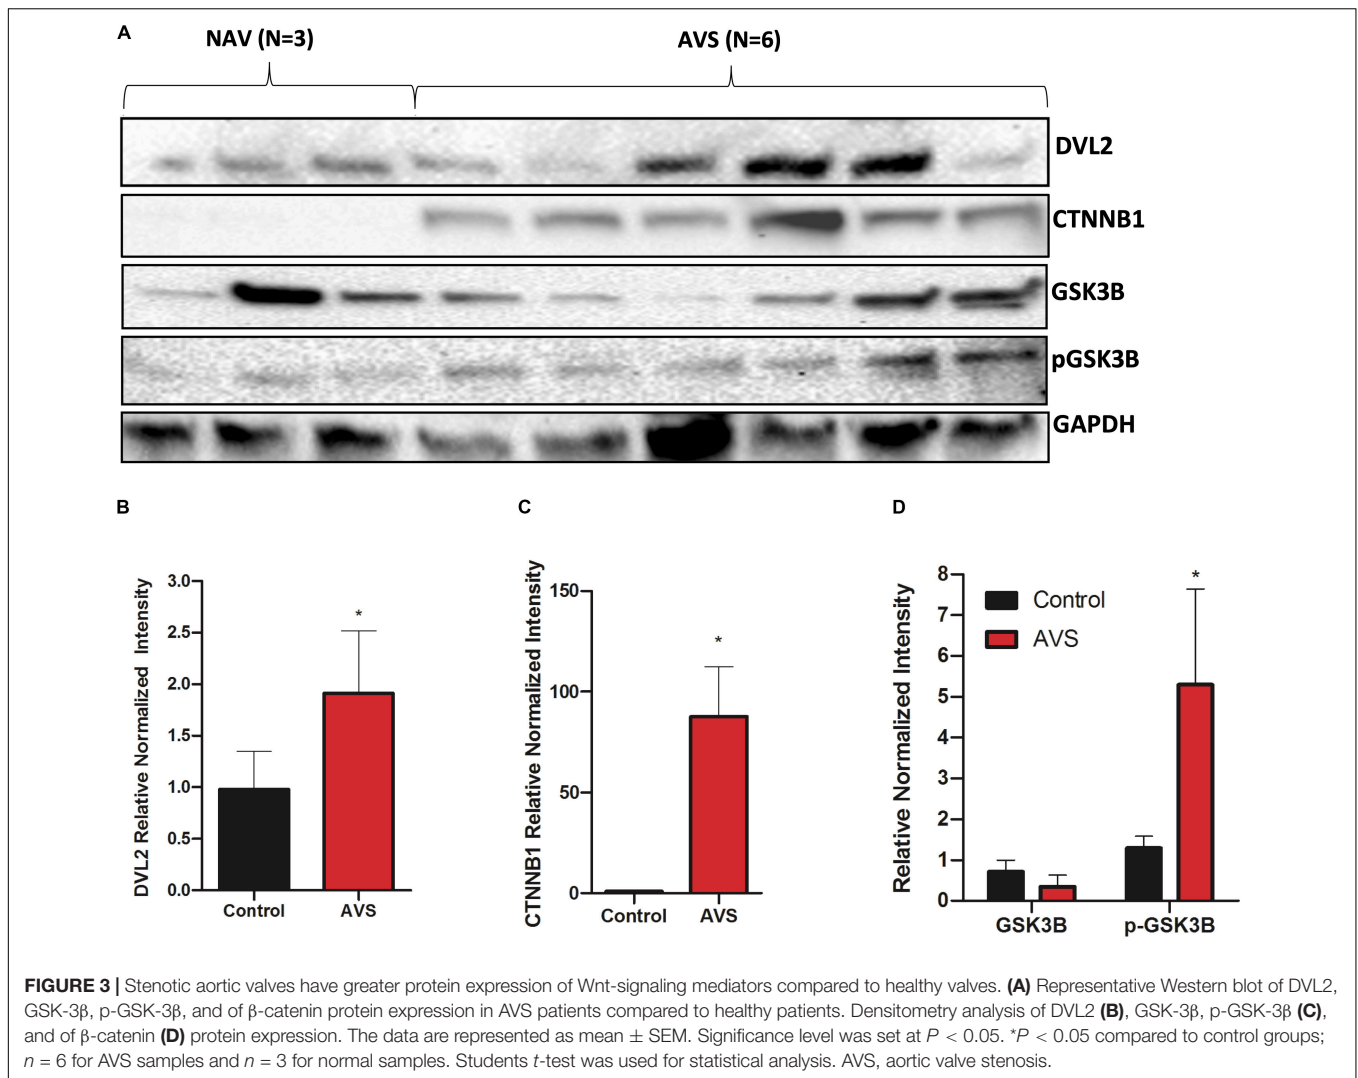 A
NAV (N=3)
AVS (N=6)
DVL2
CTNNB1
GSK3B
pGSK3B
GAPDH
B
DVL2 Relative Normalized Intensity
3.0
2.5
2.0
1.5
1.0
0.5
0.0
*
Control
AVS
C
CTNNB1 Relative Normalized Intensity
150
100
50
0
*
Control
AVS
D
Relative Normalized Intensity
8
7
6
5
4
3
2
1
0
Control
AVS
*
GSK3B
p-GSK3B
FIGURE 3 | Stenotic aortic valves have greater protein expression of Wnt-signaling mediators compared to healthy valves. (A) Representative Western blot of DVL2,
GSK-3β, p-GSK-3β, and of β-catenin protein expression in AVS patients compared to healthy patients. Densitometry analysis of DVL2 (B), GSK-3β, p-GSK-3β (C),
and of β-catenin (D) protein expression. The data are represented as mean ± SEM. Significance level was set at P < 0.05. *P < 0.05 compared to control groups;
n = 6 for AVS samples and n = 3 for normal samples. Students t-test was used for statistical analysis. AVS, aortic valve stenosis.